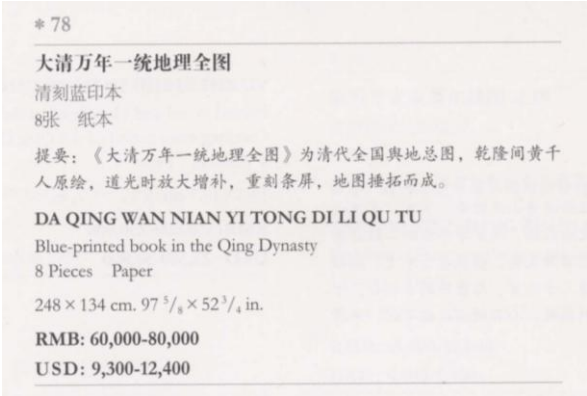 * 78
大清万年一统地理全图
清刻蓝印本
8张 纸本
提要：《大清万年一统地理全图》为清代全国舆地总图，乾隆间黄千
人原绘，道光时放大增补，重刻条屏，地图捶拓而成。
DA QING WAN NIAN YI TONG DI LI QU TU
Blue-printed book in the Qing Dynasty
8 Pieces Paper
248 × 134 cm. 97 5/8 × 52 3/4 in.
RMB: 60,000-80,000
USD: 9,300-12,400